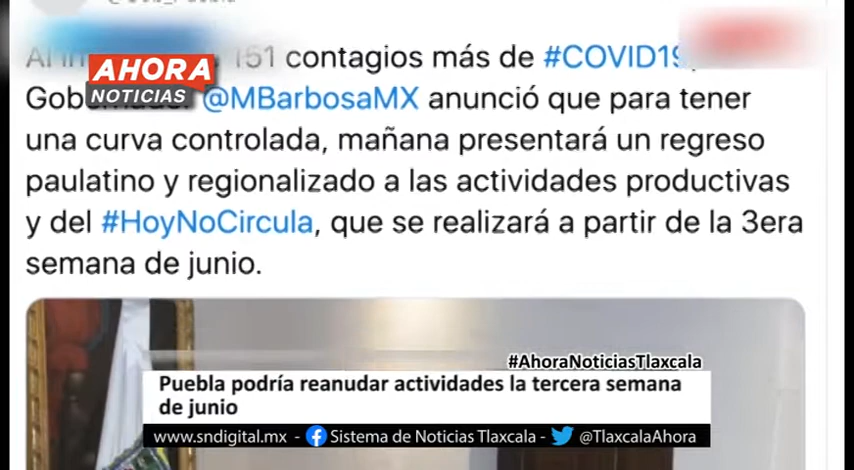 151 contagios más de #COVID19
AHORA
NOTICIAS
@MBarbosaMX anunció que para tener
una curva controlada, mañana presentará un regreso
paulatino y regionalizado a las actividades productivas
y del #HoyNoCircula, que se realizará a partir de la 3era
semana de junio.
#AhoraNoticiasTlaxcala
Puebla podría reanudar actividades la tercera semana
de junio
www.sndigital.mx - Sistema de Noticias Tlaxcala - @TlaxcalaAhora